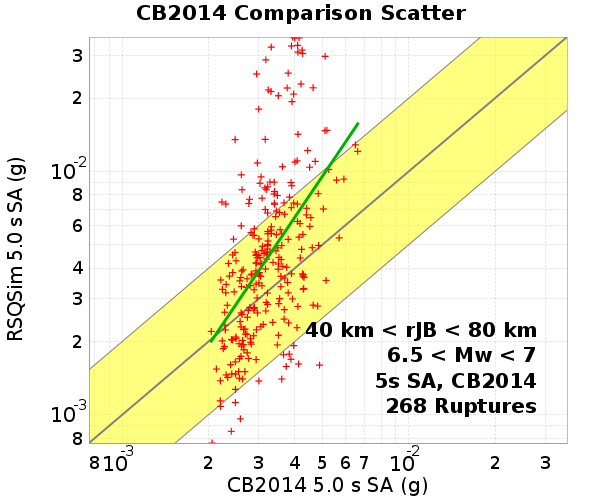 CB2014 Comparison Scatter
RSQSim 5.0 s SA (g)
3
2
10-2
8
6
4
3
2
10-3
8
40 km < rJB < 80 km
6.5 < Mw < 7
5s SA, CB2014
268 Ruptures
8 10-3 2 3 4 5 6 7 10-2 2 3
CB2014 5.0 s SA (g)